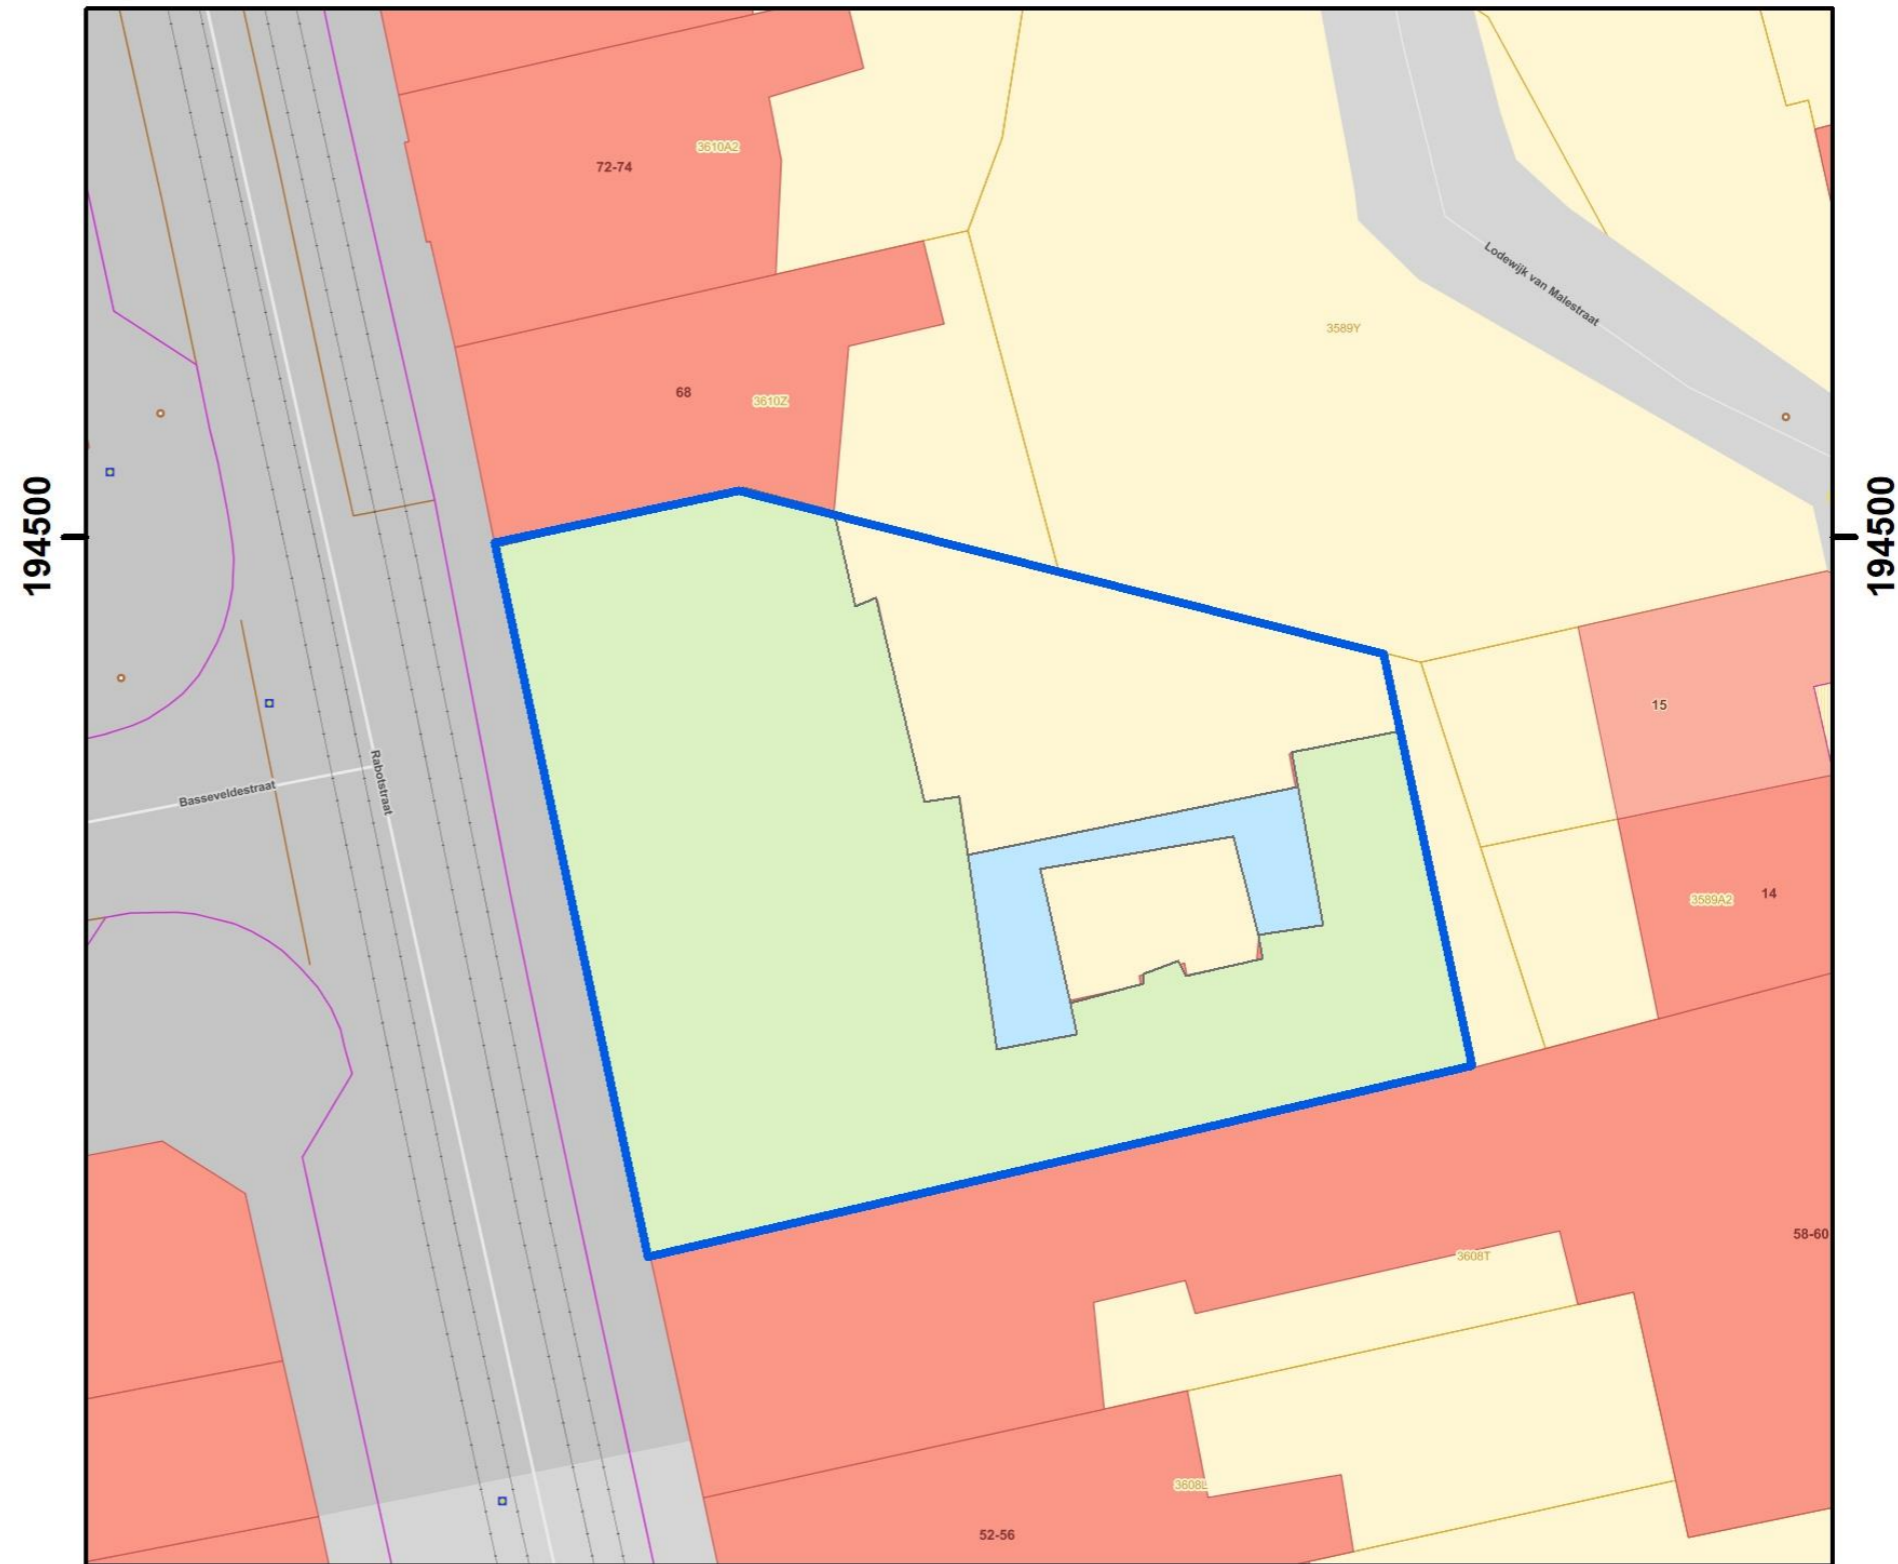 3610A2
72-74
Lodewijk van Malestraat
3589Y
68
3610Z
194500
194500
15
Rabotstraat
Basseveldestraat
14
3589A2
58-60
3608T
3608L
52-56